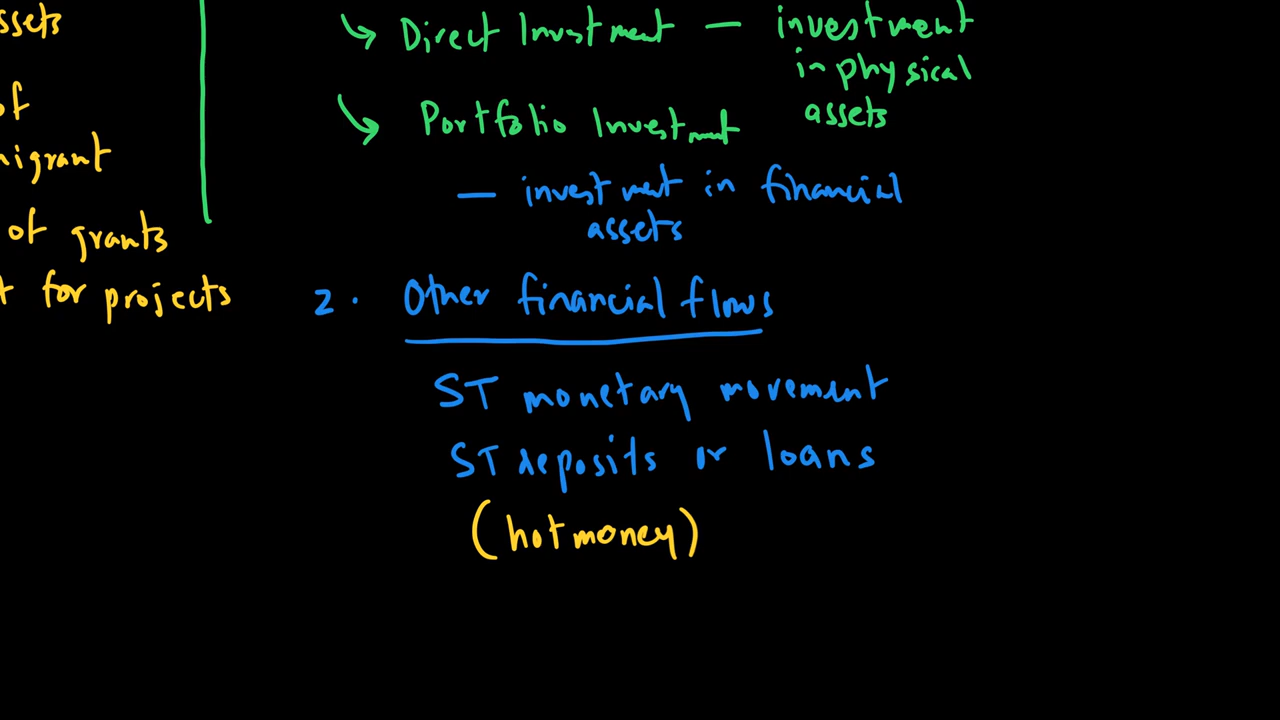 ssets
of
migrant
of grants
t for projects
Direct Investment — investment
in physical
assets
Portfolio Investment
— investment in financial
assets
2. Other financial flows
ST monetary movement
ST deposits or loans
(hot money)